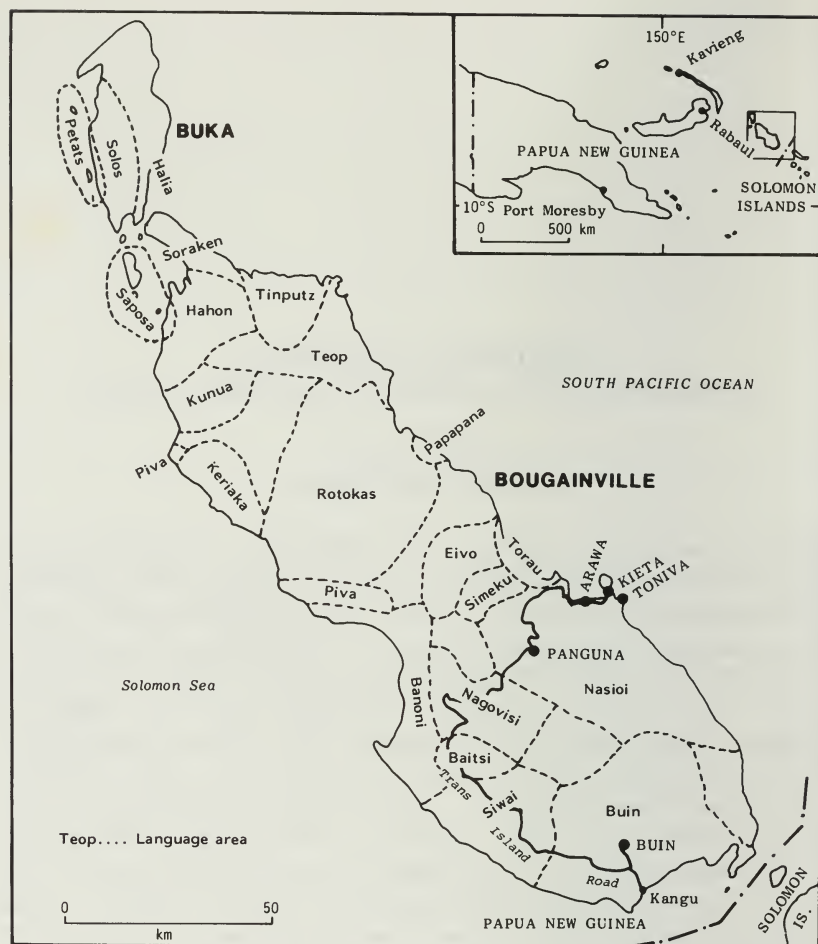 150°E
Kavieng
Rabaul
PAPUA NEW GUINEA
SOLOMON
ISLANDS
10°S
Port Moresby
0 500
km
BUKA
Petats
Solos
Halia
Soraken
Saposa
Hahon
Tinputz
Teop
Kunua
SOUTH PACIFIC OCEAN
Piva
Keriaka
Papapana
BOUGAINVILLE
Rotokas
Eivo
Torau
ARAWA
KIETA
TONIVA
Simeku
Piva
PANGUNA
Nasioi
Solomon Sea
Banoni
Nagovisi
Baitsi
Trans
Siwai
Island
Buin
BUIN
Road
Kangu
Teop.... Language area
0 50
km
PAPUA NEW GUINEA
SOLOMON
IS.